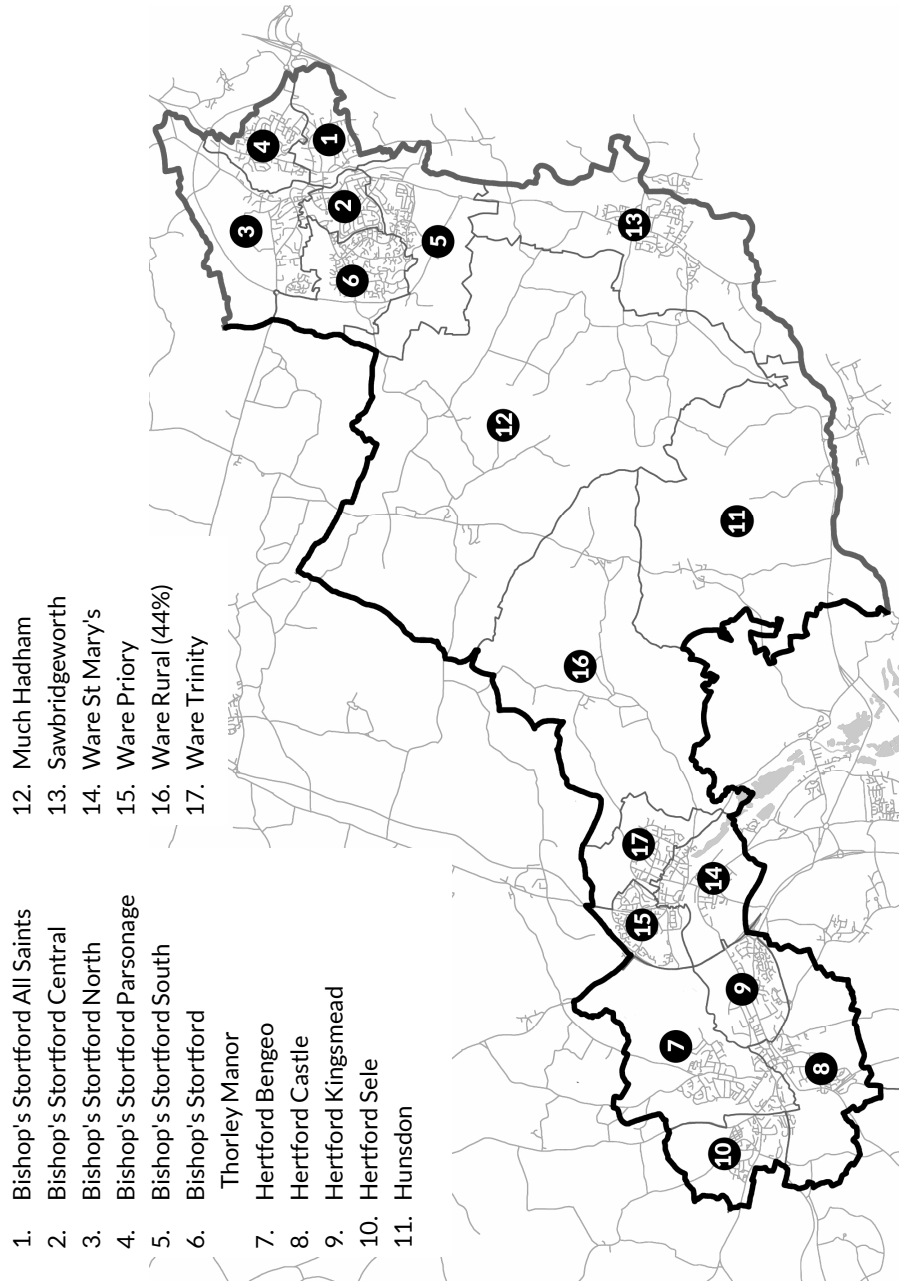 1. Bishop's Stortford All Saints
2. Bishop's Stortford Central
3. Bishop's Stortford North
4. Bishop's Stortford Parsonage
5. Bishop's Stortford South
6. Bishop's Stortford
Thorley Manor
7. Hertford Bengeo
8. Hertford Castle
9. Hertford Kingsmead
10. Hertford Sele
11. Hunsdon
12. Much Hadham
13. Sawbridgeworth
14. Ware St Mary's
15. Ware Priory
16. Ware Rural (44%)
17. Ware Trinity
10
8
7
9
15
14
17
16
11
12
6
3
5
13
2
4
1